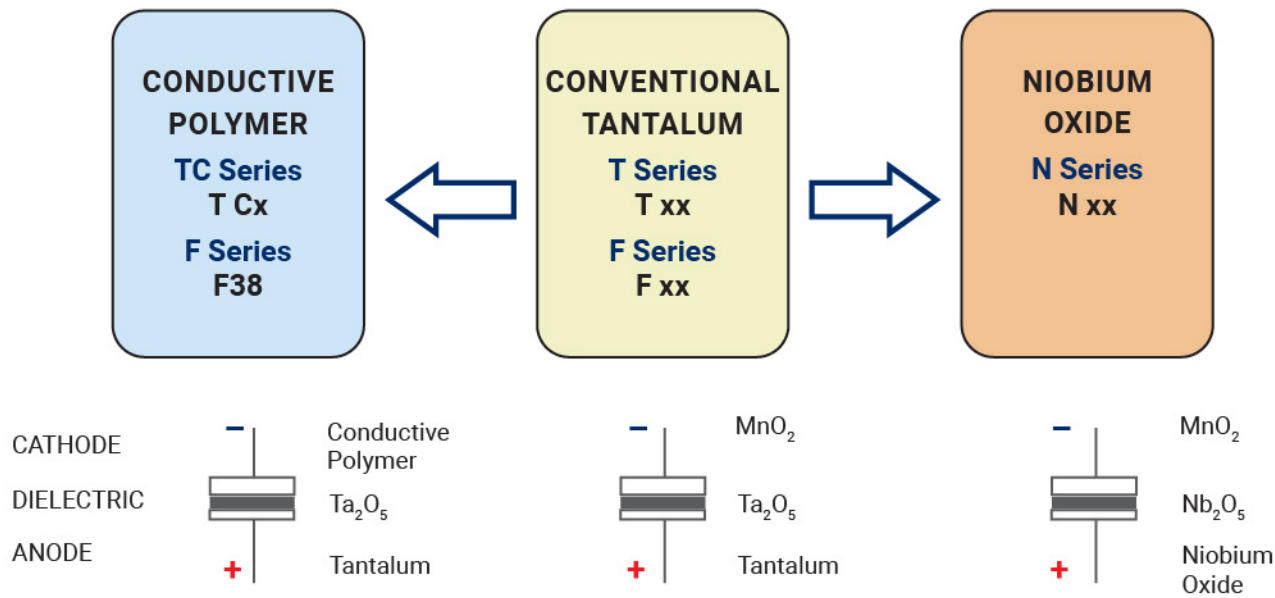 CONDUCTIVE
POLYMER
TC Series
T Cx
F Series
F38
CONVENTIONAL
TANTALUM
T Series
T xx
F Series
F xx
NIOBIUM
OXIDE
N Series
N xx
CATHODE
DIELECTRIC
ANODE
−
Conductive
Polymer
Ta₂O₅
+
Tantalum
−
MnO₂
Ta₂O₅
+
Tantalum
−
MnO₂
Nb₂O₅
+
Niobium
Oxide